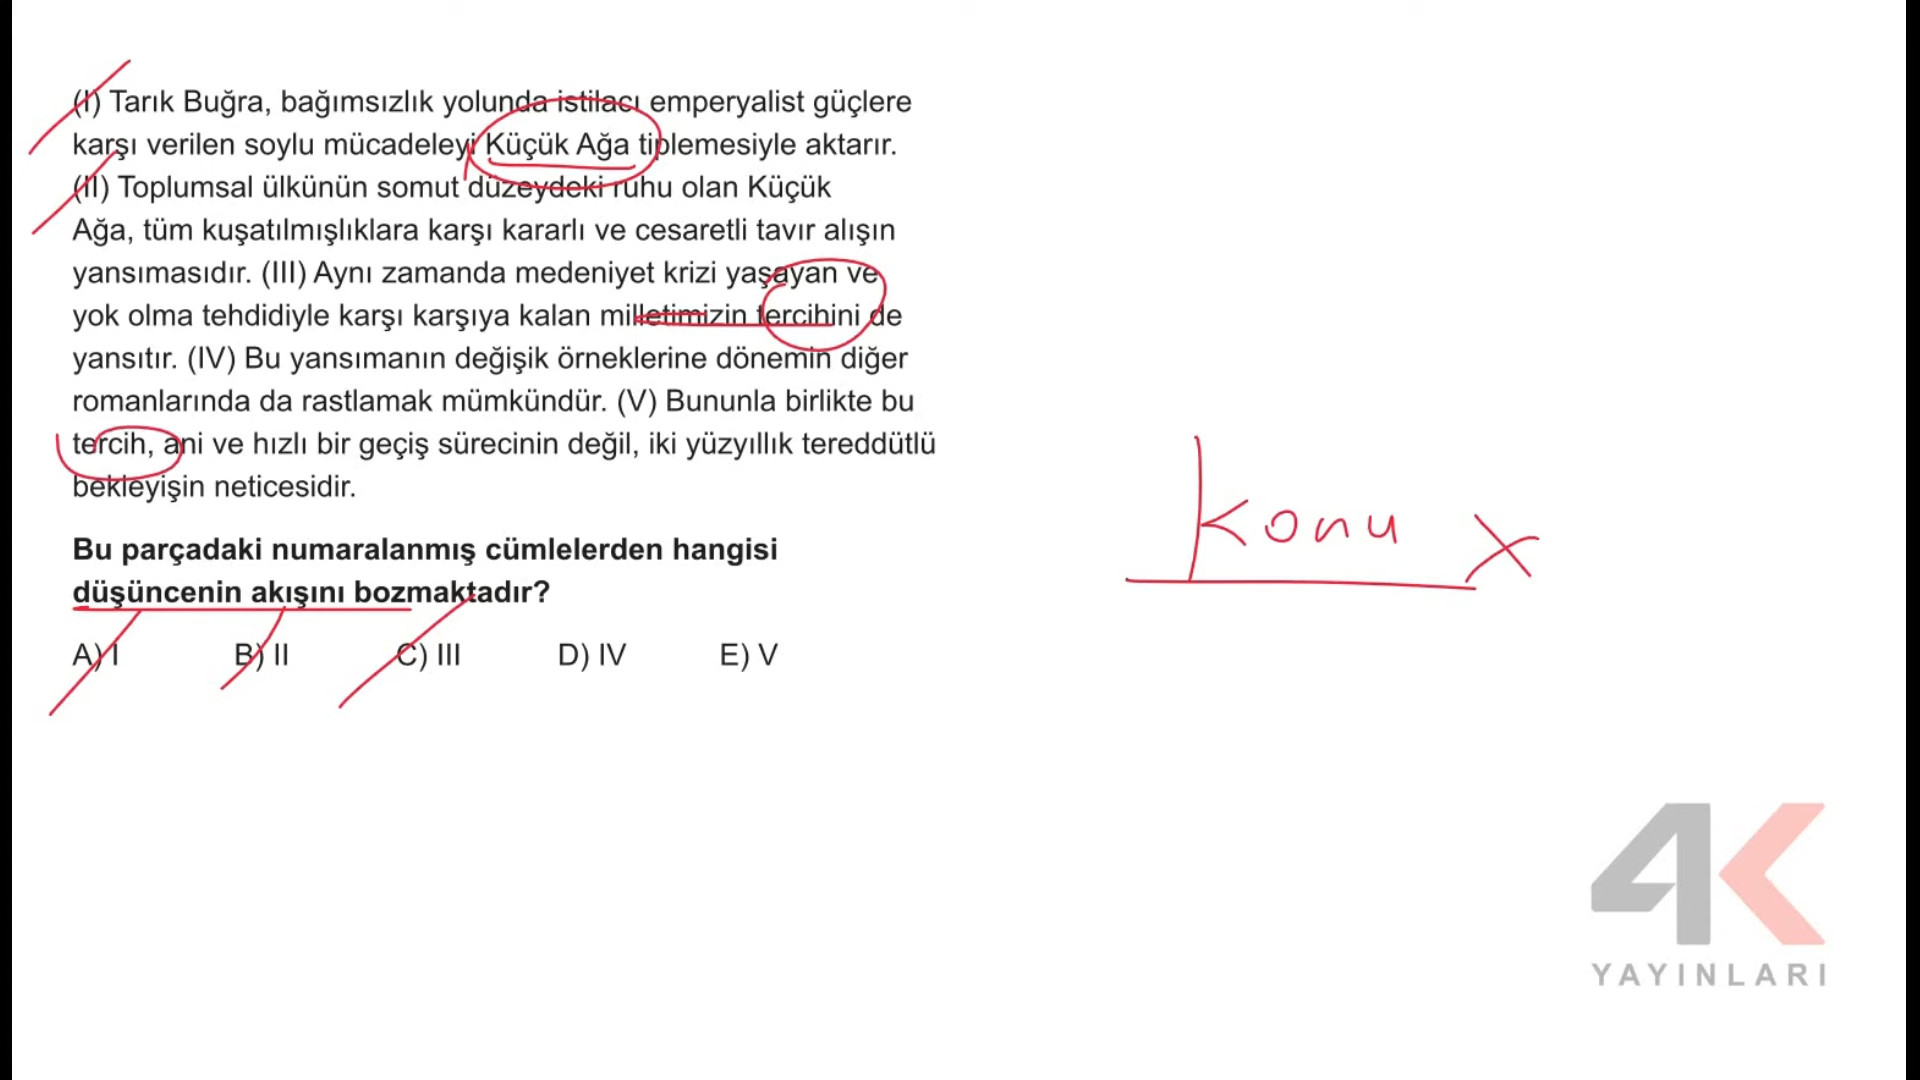 (I) Tarık Buğra, bağımsızlık yolunda istilacı emperyalist güçlere
karşı verilen soylu mücadeleyi Küçük Ağa tiplemesiyle aktarır.
(II) Toplumsal ülkünün somut düzeydeki ruhu olan Küçük
Ağa, tüm kuşatılmışlıklara karşı kararlı ve cesaretli tavır alışın
yansımasıdır. (III) Aynı zamanda medeniyet krizi yaşayan ve
yok olma tehdidiyle karşı karşıya kalan milletimizin tercihini de
yansıtır. (IV) Bu yansımanın değişik örneklerine dönemin diğer
romanlarında da rastlamak mümkündür. (V) Bununla birlikte bu
tercih, ani ve hızlı bir geçiş sürecinin değil, iki yüzyıllık tereddütlü
bekleyişin neticesidir.
Bu parçadaki numaralanmış cümlelerden hangisi
düşüncenin akışını bozmaktadır?
A) I B) II C) III D) IV E) V
Konu X
4K
YAYINLARI